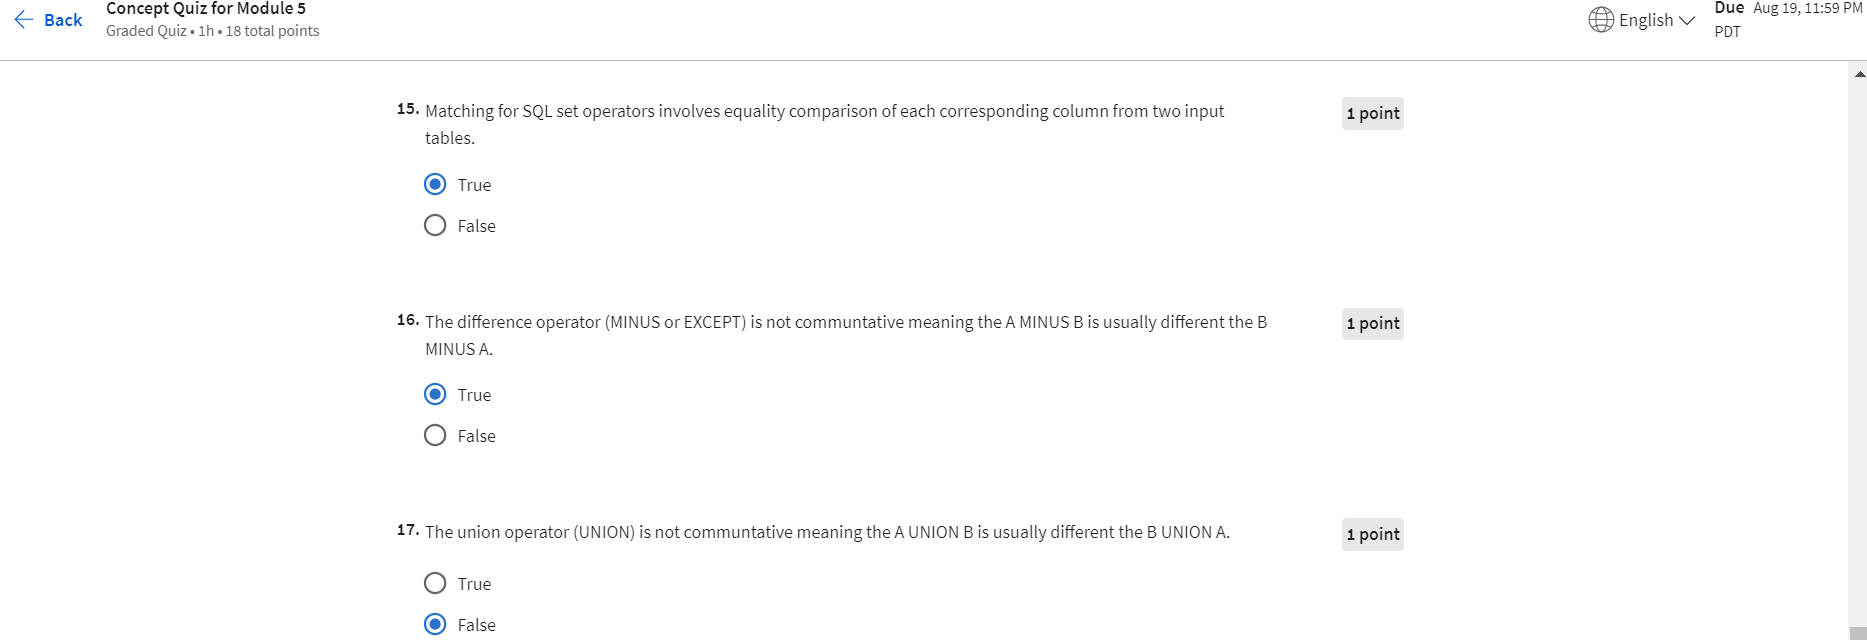 Back
Concept Quiz for Module 5
Graded Quiz • 1h • 18 total points
English
Due Aug 19, 11:59 PM
PDT
15. Matching for SQL set operators involves equality comparison of each corresponding column from two input
tables.
1 point
True
False
16. The difference operator (MINUS or EXCEPT) is not communtative meaning the A MINUS B is usually different the B
MINUS A.
1 point
True
False
17. The union operator (UNION) is not communtative meaning the A UNION B is usually different the B UNION A.
1 point
True
False